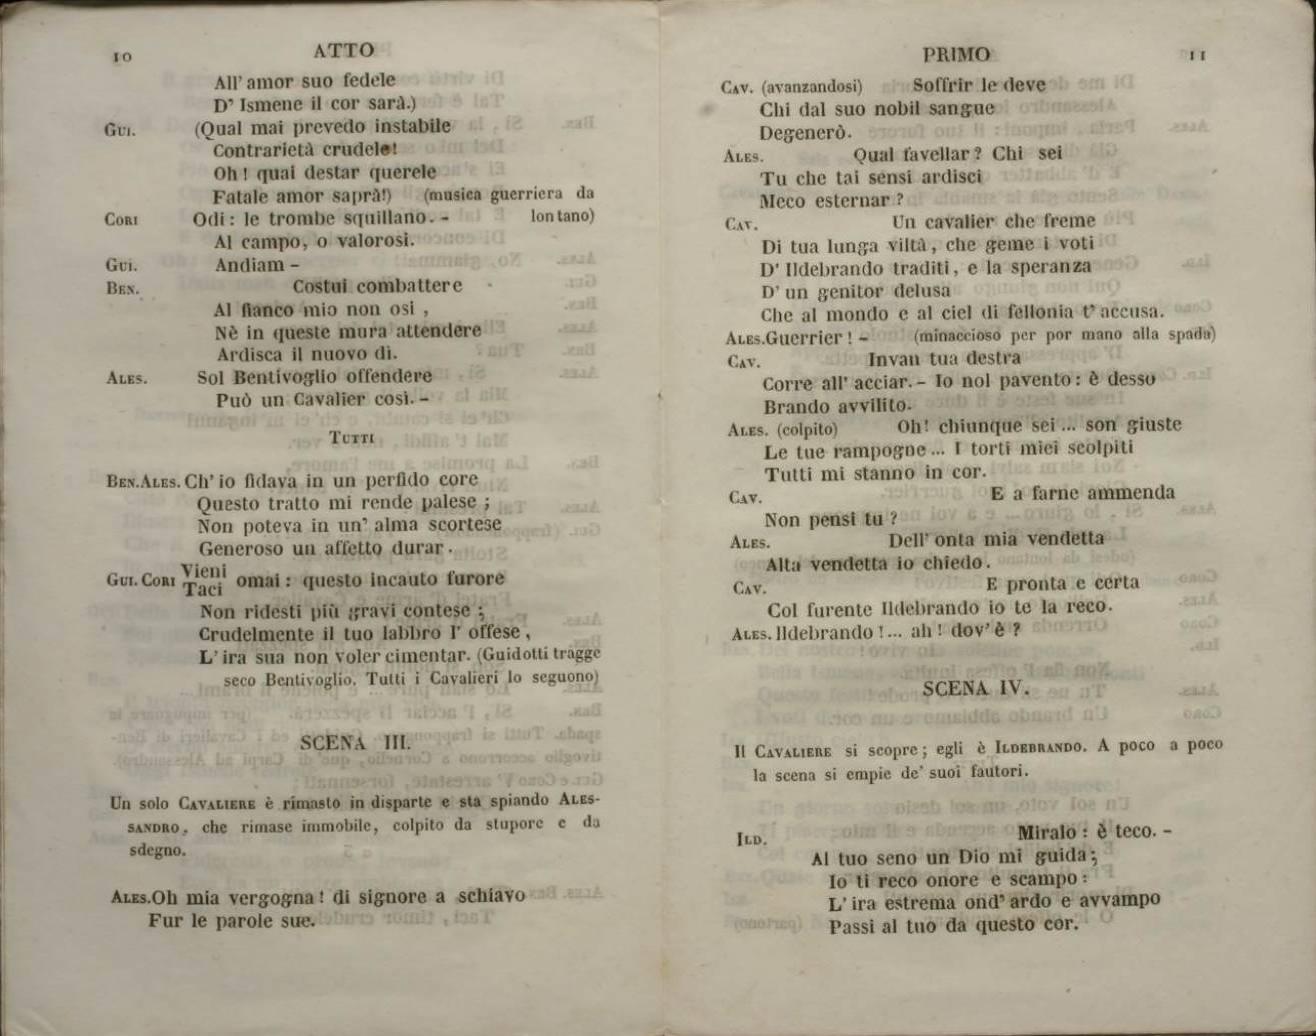 10
ATTO
All' amor suo fedele
D' Ismene il cor sarà.)
GUI. (Qual mai prevedo instabile
Contrarietà crudele!
Oh! quai destar querele
Fatale amor saprà!) (musica guerriera da
CORI Odi: le trombe squillano. - lontano)
Al campo, o valorosi.
GUI. Andiam -
BEN. Costui combattere
Al fianco mio non osi,
Nè in queste mura attendere
Ardisca il nuovo dì.
ALES. Sol Bentivoglio offendere
Può un Cavalier così. -
TUTTI
BEN. ALES. Ch' io fidava in un perfido core
Questo tratto mi rende palese;
Non poteva in un' alma scortese
Generoso un affetto durar.
GUI. CORI Vieni
Taci omai: questo incauto furore
Non ridesti più gravi contese;
Crudelmente il tuo labbro l' offese,
L' ira sua non voler cimentar. (Guidotti tragge
seco Bentivoglio. Tutti i Cavalieri lo seguono)
SCENA III.
Un solo CAVALIERE è rimasto in disparte e sta spiando ALES-
SANDRO, che rimase immobile, colpito da stupore e da
sdegno.
ALES. Oh mia vergogna! di signore a schiavo
Fur le parole sue.
PRIMO
11
CAV. (avanzandosi) Soffrir le deve
Chi dal suo nobil sangue
Degenerò.
ALES. Qual favellar? Chi sei
Tu che tai sensi ardisci
Meco esternar?
CAV. Un cavalier che freme
Di tua lunga viltà, che geme i voti
D' Ildebrando traditi, e la speranza
D' un genitor delusa
Che al mondo e al ciel di fellonia t' accusa.
ALES. Guerrier! - (minaccioso per por mano alla spada)
CAV. Invan tua destra
Corre all' acciar. - Io nol pavento: è desso
Brando avvilito.
ALES. (colpito) Oh! chiunque sei... son giuste
Le tue rampogne... I torti miei scolpiti
Tutti mi stanno in cor.
CAV. E a farne ammenda
Non pensi tu?
ALES. Dell' onta mia vendetta
Alta vendetta io chiedo.
CAV. E pronta e certa
Col furente Ildebrando io te la reco.
ALES. Ildebrando!... ah! dov' è?
SCENA IV.
Il CAVALIERE si scopre; egli è ILDEBRANDO. A poco a poco
la scena si empie de' suoi fautori.
ILD. Miralo: è teco. -
Al tuo seno un Dio mi guida;
Io ti reco onore e scampo:
L' ira estrema ond' ardo e avvampo
Passi al tuo da questo cor.